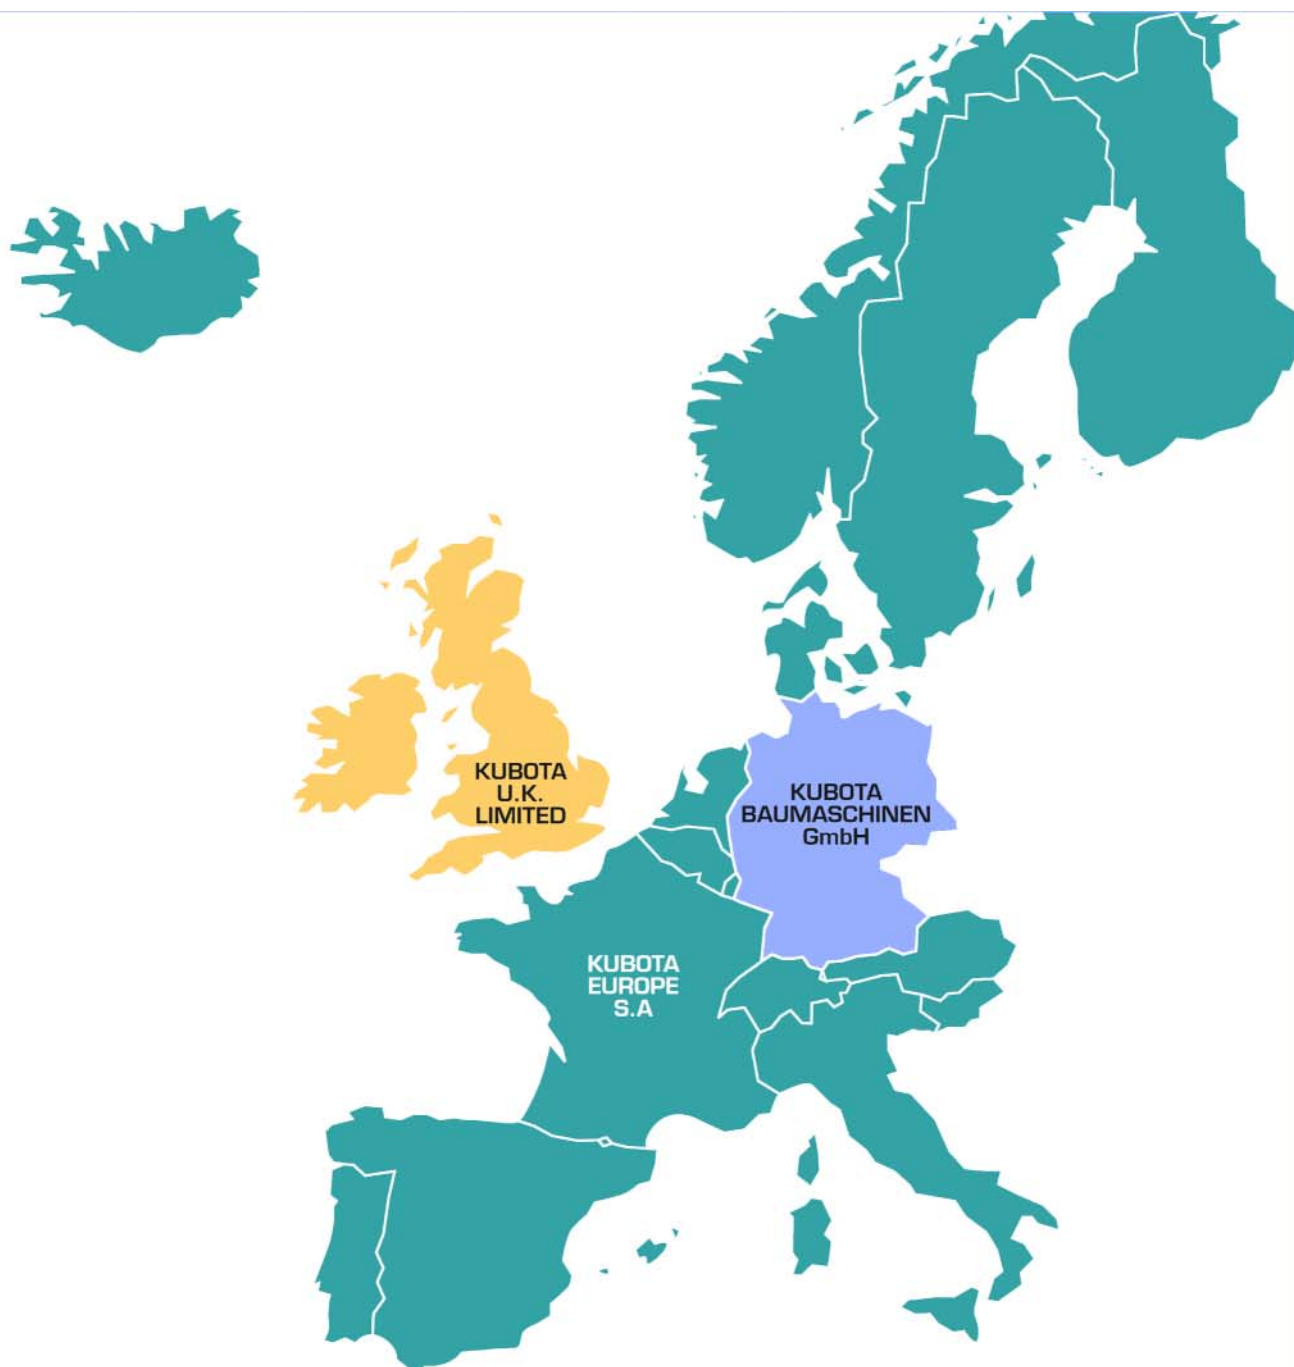 KUBOTA
U.K.
LIMITED
KUBOTA
BAUMASCHINEN
GmbH
KUBOTA
EUROPE
S.A